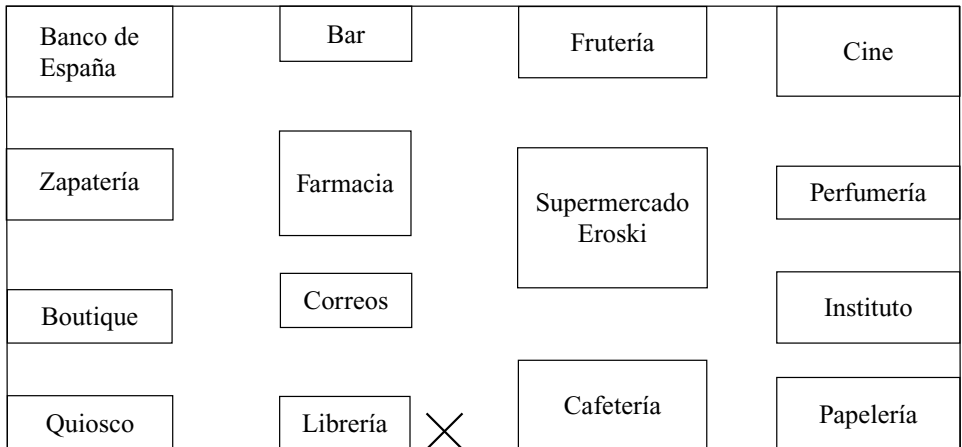 Banco de
España
Bar
Frutería
Cine
Zapatería
Farmacia
Supermercado
Eroski
Perfumería
Boutique
Correos
Instituto
Quiosco
Librería
Cafetería
Papelería